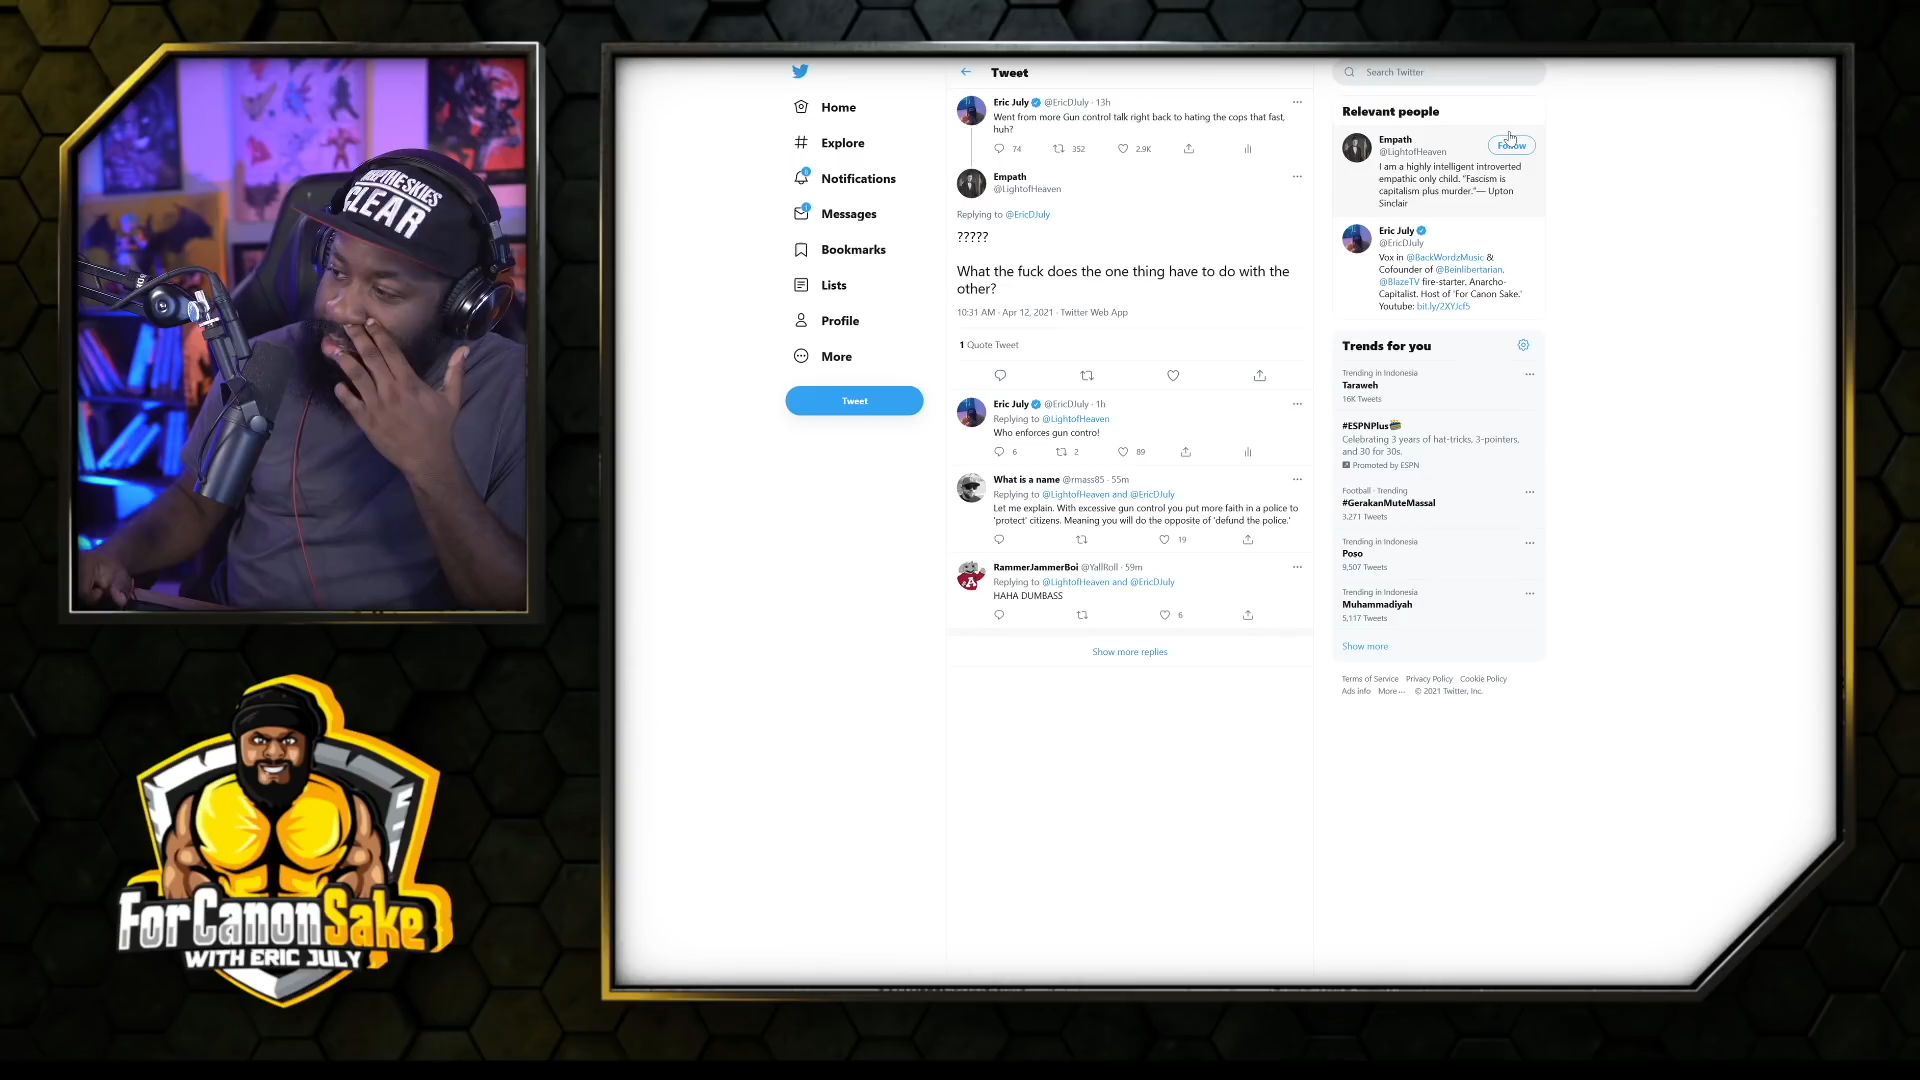 KEEP THE SKIES
CLEAR
ForCanonSake
WITH ERIC JULY
Home
Explore
Notifications
Messages
Bookmarks
Lists
Profile
More
Tweet
Tweet
Eric July @EricDJuly · 13h
Went from more Gun control talk right back to hating the cops that fast,
huh?
74 352 2.9K
Empath
@LightofHeaven
Replying to @EricDJuly
?????
What the fuck does the one thing have to do with the
other?
10:31 AM · Apr 12, 2021 · Twitter Web App
1 Quote Tweet
Eric July @EricDJuly · 1h
Replying to @LightofHeaven
Who enforces gun contro!
6 2 89
What is a name @rmass85 · 55m
Replying to @LightofHeaven and @EricDJuly
Let me explain. With excessive gun control you put more faith in a police to
'protect' citizens. Meaning you will do the opposite of 'defund the police.'
19
RammerJammerBoi @YallRoll · 59m
Replying to @LightofHeaven and @EricDJuly
HAHA DUMBASS
6
Show more replies
Search Twitter
Relevant people
Empath
@LightofHeaven
Follow
I am a highly intelligent introverted
empathic only child. "Fascism is
capitalism plus murder."— Upton
Sinclair
Eric July
@EricDJuly
Vox in @BackWordzMusic &
Cofounder of @Beinlibertarian.
@BlazeTV fire-starter. Anarcho-
Capitalist. Host of 'For Canon Sake.'
Youtube: bit.ly/2XYJcf5
Trends for you
Trending in Indonesia
Taraweh
16K Tweets
#ESPNPlus
Celebrating 3 years of hat-tricks, 3-pointers,
and 30 for 30s.
Promoted by ESPN
Football · Trending
#GerakanMuteMassal
3,271 Tweets
Trending in Indonesia
Poso
9,507 Tweets
Trending in Indonesia
Muhammadiyah
5,117 Tweets
Show more
Terms of Service Privacy Policy Cookie Policy
Ads info More ··· © 2021 Twitter, Inc.